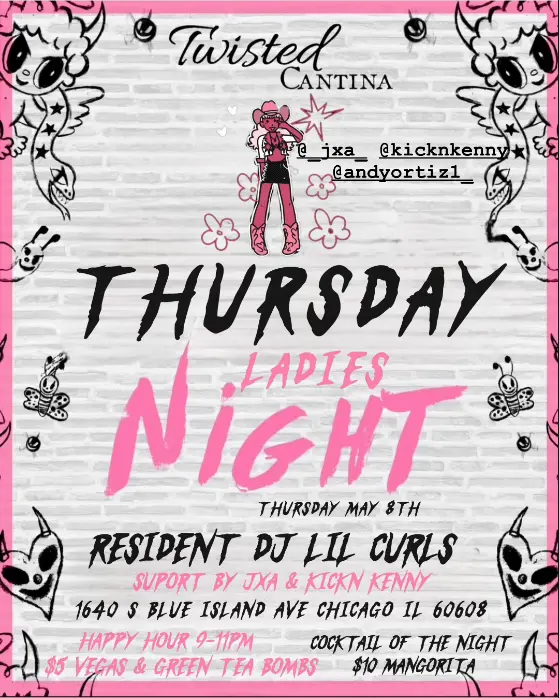 Twisted
CANTINA
@_jxa_ @kicknkenny
@andyortiz1_
THURSDAY
LADIES
NiGHT
THURSDAY MAY 8TH
RESIDENT DJ LIL CURLS
SUPORT BY JXA & KICKN KENNY
1640 S BLUE ISLAND AVE CHICAGO IL 60608
HAPPY HOUR 9-11PM
$5 VEGAS & GREEN TEA BOMBS
COCKTAIL OF THE NIGHT
$10 MANGORITA